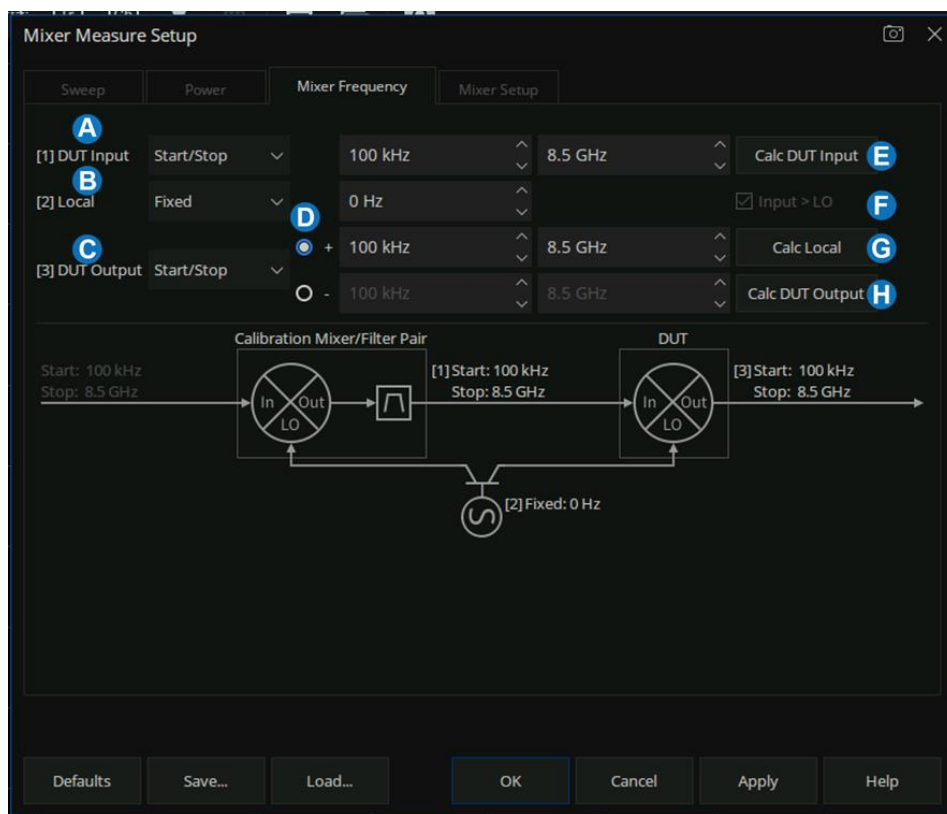 Mixer Measure Setup
Sweep Power Mixer Frequency Mixer Setup
A
[1] DUT Input Start/Stop 100 kHz 8.5 GHz Calc DUT Input E
B
[2] Local Fixed 0 Hz Input > LO F
D
+ 100 kHz 8.5 GHz Calc Local G
C
[3] DUT Output Start/Stop
- 100 kHz 8.5 GHz Calc DUT Output H
Calibration Mixer/Filter Pair DUT
Start: 100 kHz [1] Start: 100 kHz [3] Start: 100 kHz
Stop: 8.5 GHz Stop: 8.5 GHz Stop: 8.5 GHz
In Out In Out
LO LO
[2] Fixed: 0 Hz
Defaults Save... Load... OK Cancel Apply Help